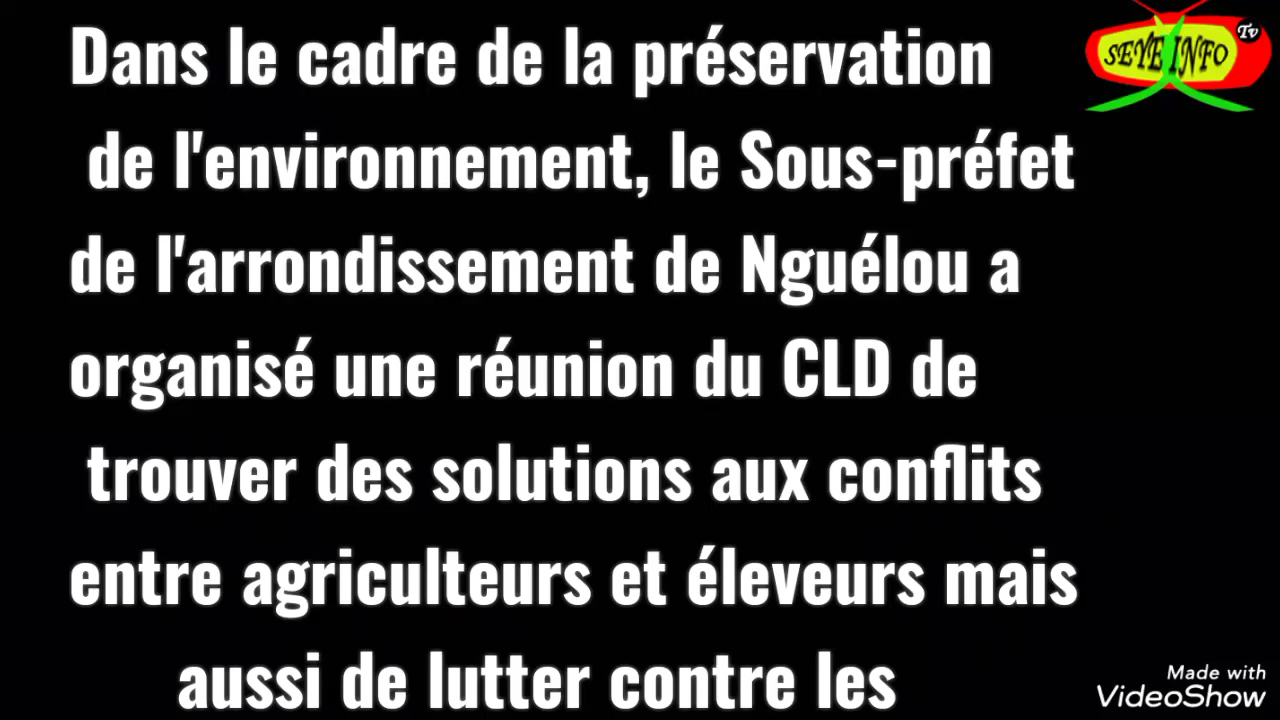 Dans le cadre de la préservation
de l'environnement, le Sous-préfet
de l'arrondissement de Nguélou a
organisé une réunion du CLD de
trouver des solutions aux conflits
entre agriculteurs et éleveurs mais
aussi de lutter contre les
SEYE INFO Tv
Made with
VideoShow